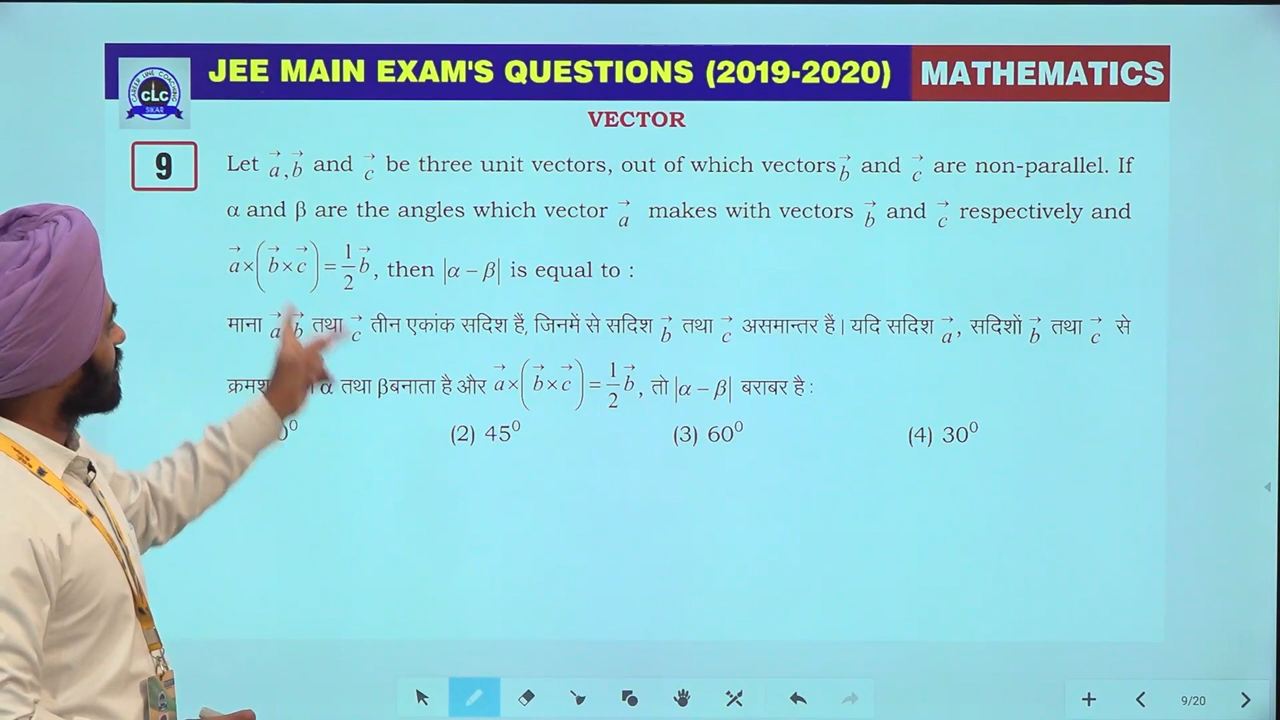 JEE MAIN EXAM'S QUESTIONS (2019-2020) MATHEMATICS
CLC
SIKAR
VECTOR
9
Let a⃗, b⃗ and c⃗ be three unit vectors, out of which vectors b⃗ and c⃗ are non-parallel. If
α and β are the angles which vector a⃗ makes with vectors b⃗ and c⃗ respectively and
a⃗×(b⃗×c⃗)=1/2 b⃗, then |α – β| is equal to :
माना a⃗ b⃗ तथा c⃗ तीन एकांक सदिश हैं, जिनमें से सदिश b⃗ तथा c⃗ असमान्तर है। यदि सदिश a⃗, सदिशों b⃗ तथा c⃗ से
α तथा βबनाता है और a⃗×(b⃗×c⃗)=1/2 b⃗, तो |α – β| बराबर है :
(2) 45⁰ (3) 60⁰ (4) 30⁰
9/20